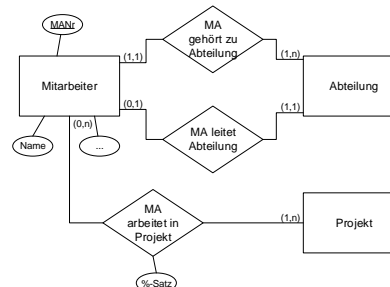 MANr
MA
gehört zu
Abteilung
(1,1)
(1,n)
Mitarbeiter
Abteilung
(0,1)
(1,1)
MA leitet
Abteilung
(0,n)
Name
...
MA
arbeitet in
Projekt
(1,n)
Projekt
%-Satz